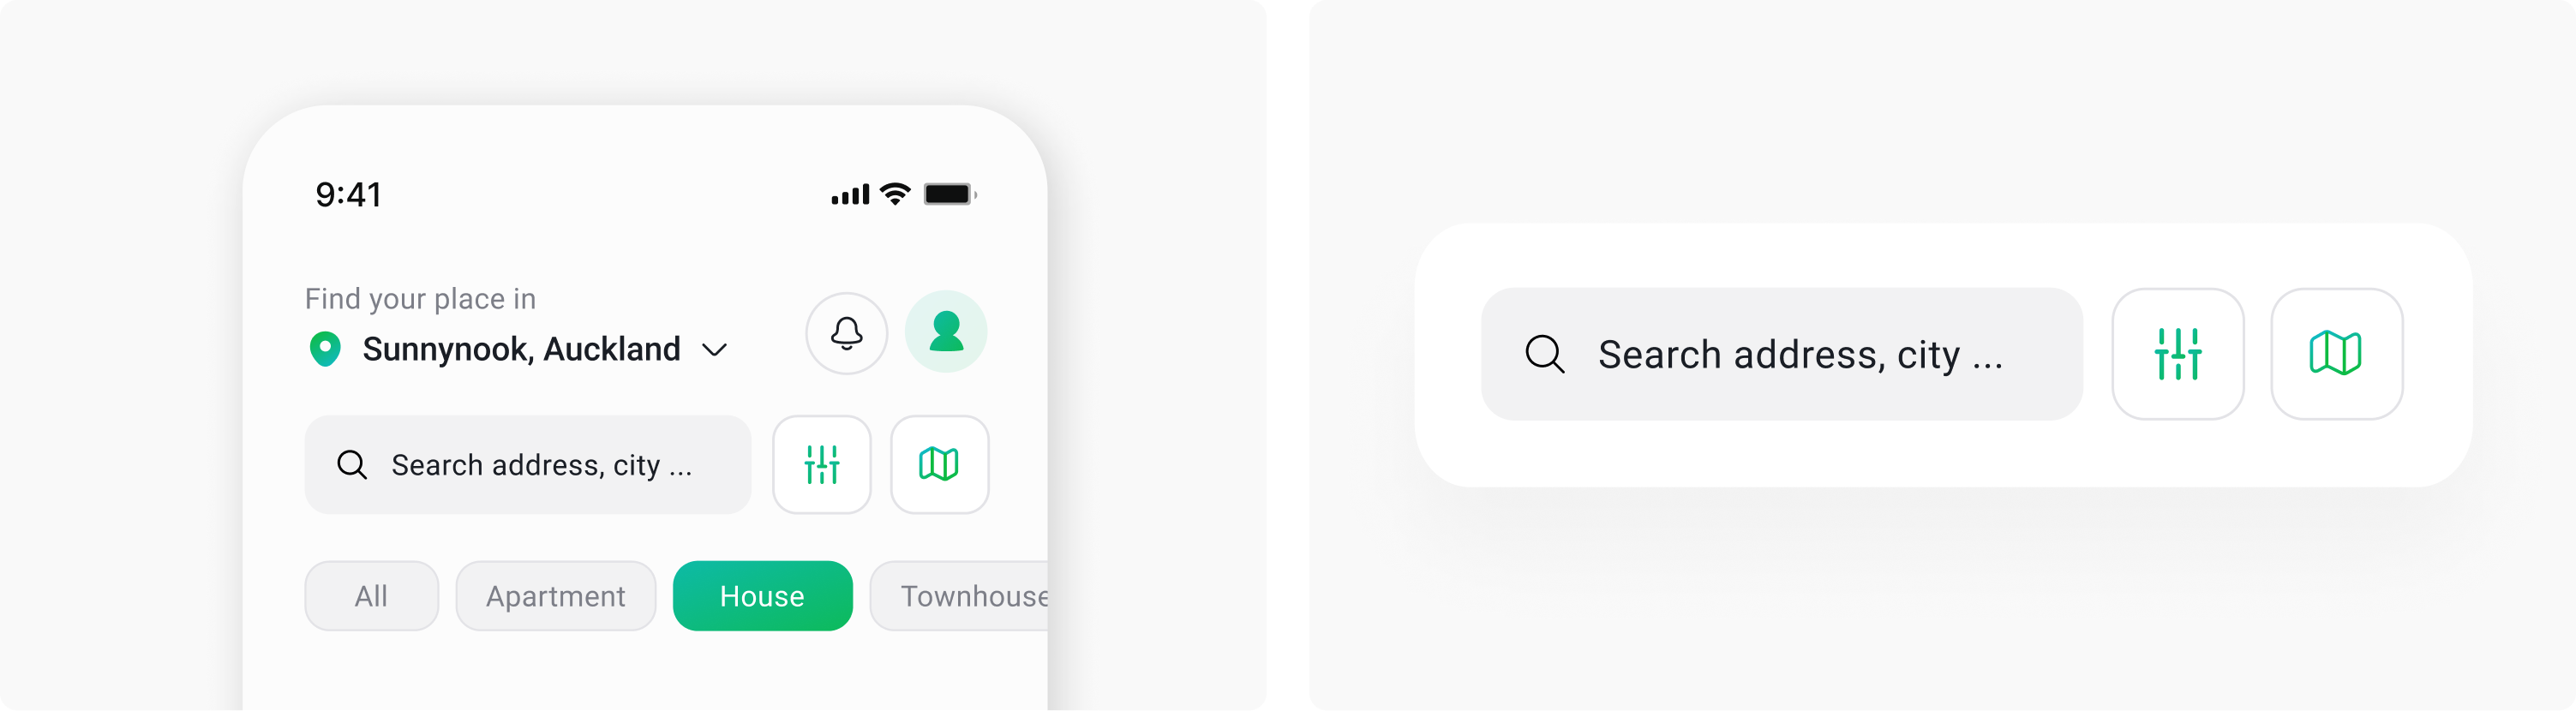 9:41
Find your place in
Sunnynook, Auckland
Search address, city ...
All Apartment House Townhouse
Search address, city ...